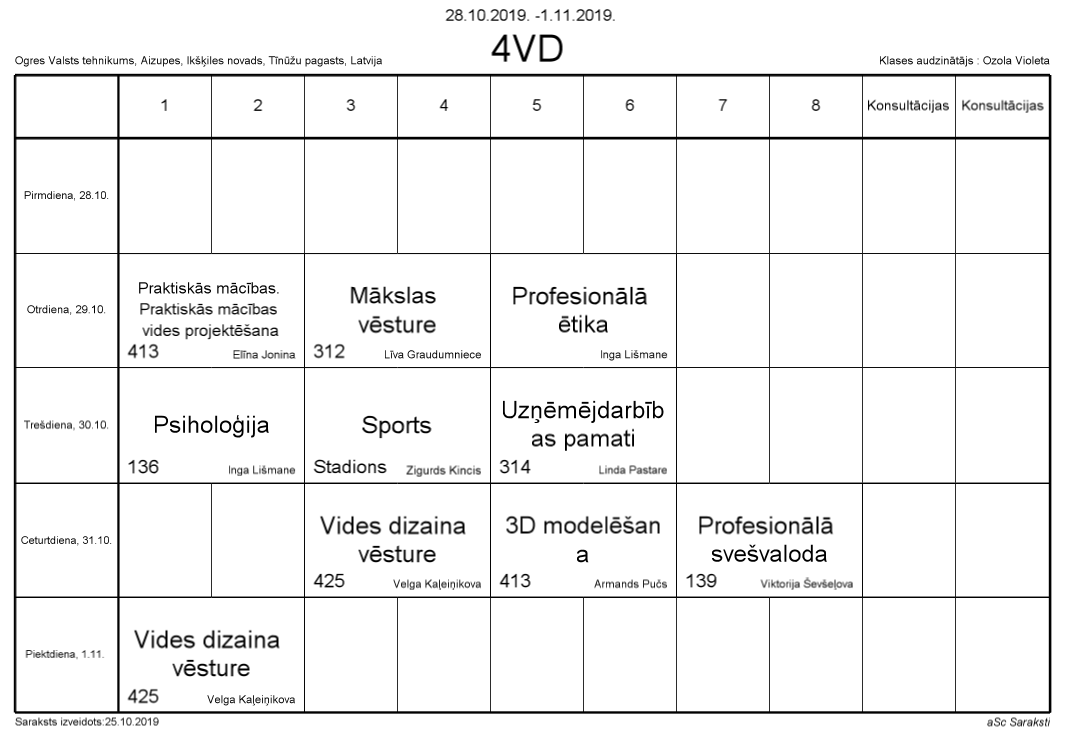 28.10.2019. -1.11.2019.
4VD
Ogres Valsts tehnikums, Aizupes, Ikšķiles novads, Tīnūžu pagasts, Latvija
Klases audzinātājs : Ozola Violeta
1 2 3 4 5 6 7 8 Konsultācijas Konsultācijas
Pirmdiena, 28.10.
Otrdiena, 29.10.
Praktiskās mācības.
Praktiskās mācības
vides projektēšana
413 Elīna Jonina
Mākslas
vēsture
312 Līva Graudumniece
Profesionālā
ētika
Inga Lišmane
Trešdiena, 30.10.
Psiholoģija
136 Inga Lišmane
Sports
Stadions Zigurds Kincis
Uzņēmējdarbīb
as pamati
314 Linda Pastare
Ceturtdiena, 31.10.
Vides dizaina
vēsture
425 Velga Kaļeiņikova
3D modelēšan
a
413 Armands Pučs
Profesionālā
svešvaloda
139 Viktorija Ševšeļova
Piektdiena, 1.11.
Vides dizaina
vēsture
425 Velga Kaļeiņikova
Saraksts izveidots:25.10.2019
aSc Saraksti